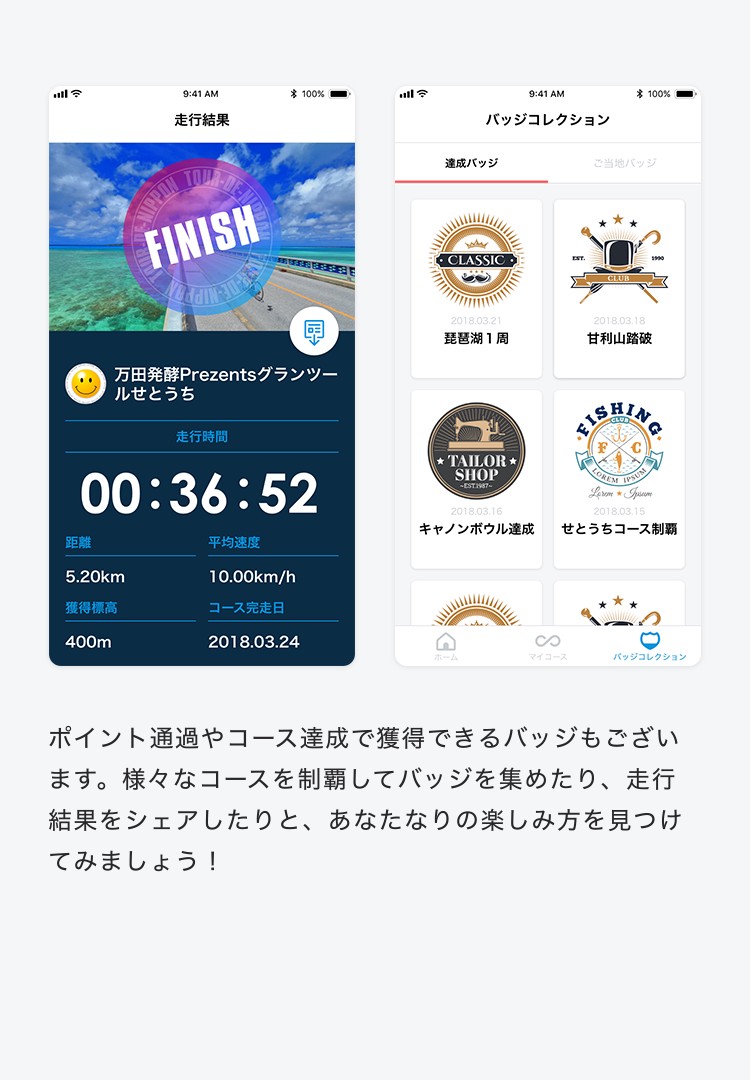 9:41 AM
100%
走行結果
TOUR-DE-NIPPON
FINISH
万田発酵Prezentsグランツー
ルせとうち
走行時間
00:36:52
距離
平均速度
5.20km
10.00km/h
獲得標高
コース完走日
400m
2018.03.24
9:41 AM
100%
バッジコレクション
達成バッジ
ご当地バッジ
CLASSIC
2018.03.21
琵琶湖1周
EST.
1990
CLUB
2018.03.18
甘利山踏破
TAILOR
SHOP
~EST.1987~
2018.03.16
キャノンボウル達成
FISHING
CLUB
F C
LOREM IPSUM
Lorem ★ Ipsum
2018.03.15
せとうちコース制覇
ホーム
マイコース
バッジコレクション
ポイント通過やコース達成で獲得できるバッジもござい
ます。様々なコースを制覇してバッジを集めたり、走行
結果をシェアしたりと、あなたなりの楽しみ方を見つけ
てみましょう！